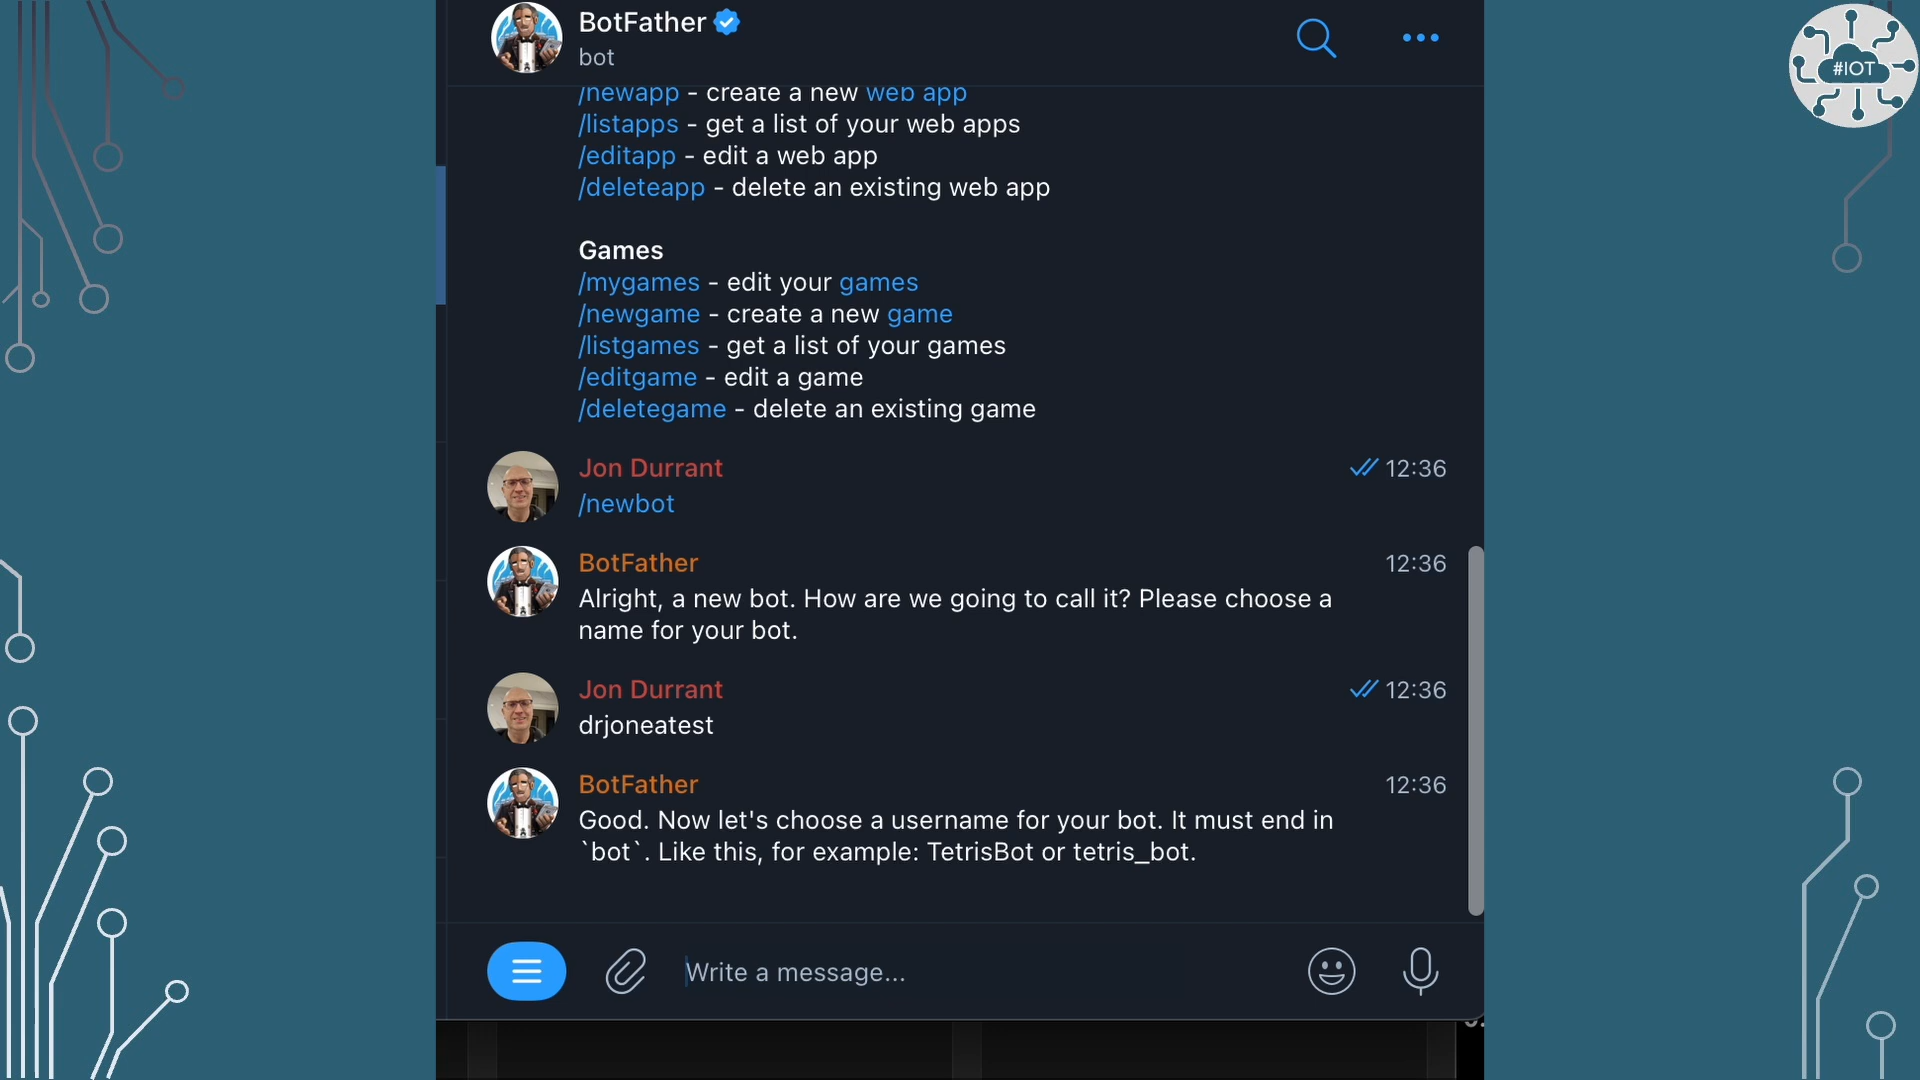 BotFather
bot
#IOT
/newapp - create a new web app
/listapps - get a list of your web apps
/editapp - edit a web app
/deleteapp - delete an existing web app
Games
/mygames - edit your games
/newgame - create a new game
/listgames - get a list of your games
/editgame - edit a game
/deletegame - delete an existing game
Jon Durrant 12:36
/newbot
BotFather 12:36
Alright, a new bot. How are we going to call it? Please choose a
name for your bot.
Jon Durrant 12:36
drjoneatest
BotFather 12:36
Good. Now let's choose a username for your bot. It must end in
`bot`. Like this, for example: TetrisBot or tetris_bot.
Write a message...